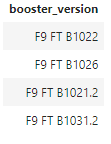 booster_version
F9 FT B1022
F9 FT B1026
F9 FT B1021.2
F9 FT B1031.2